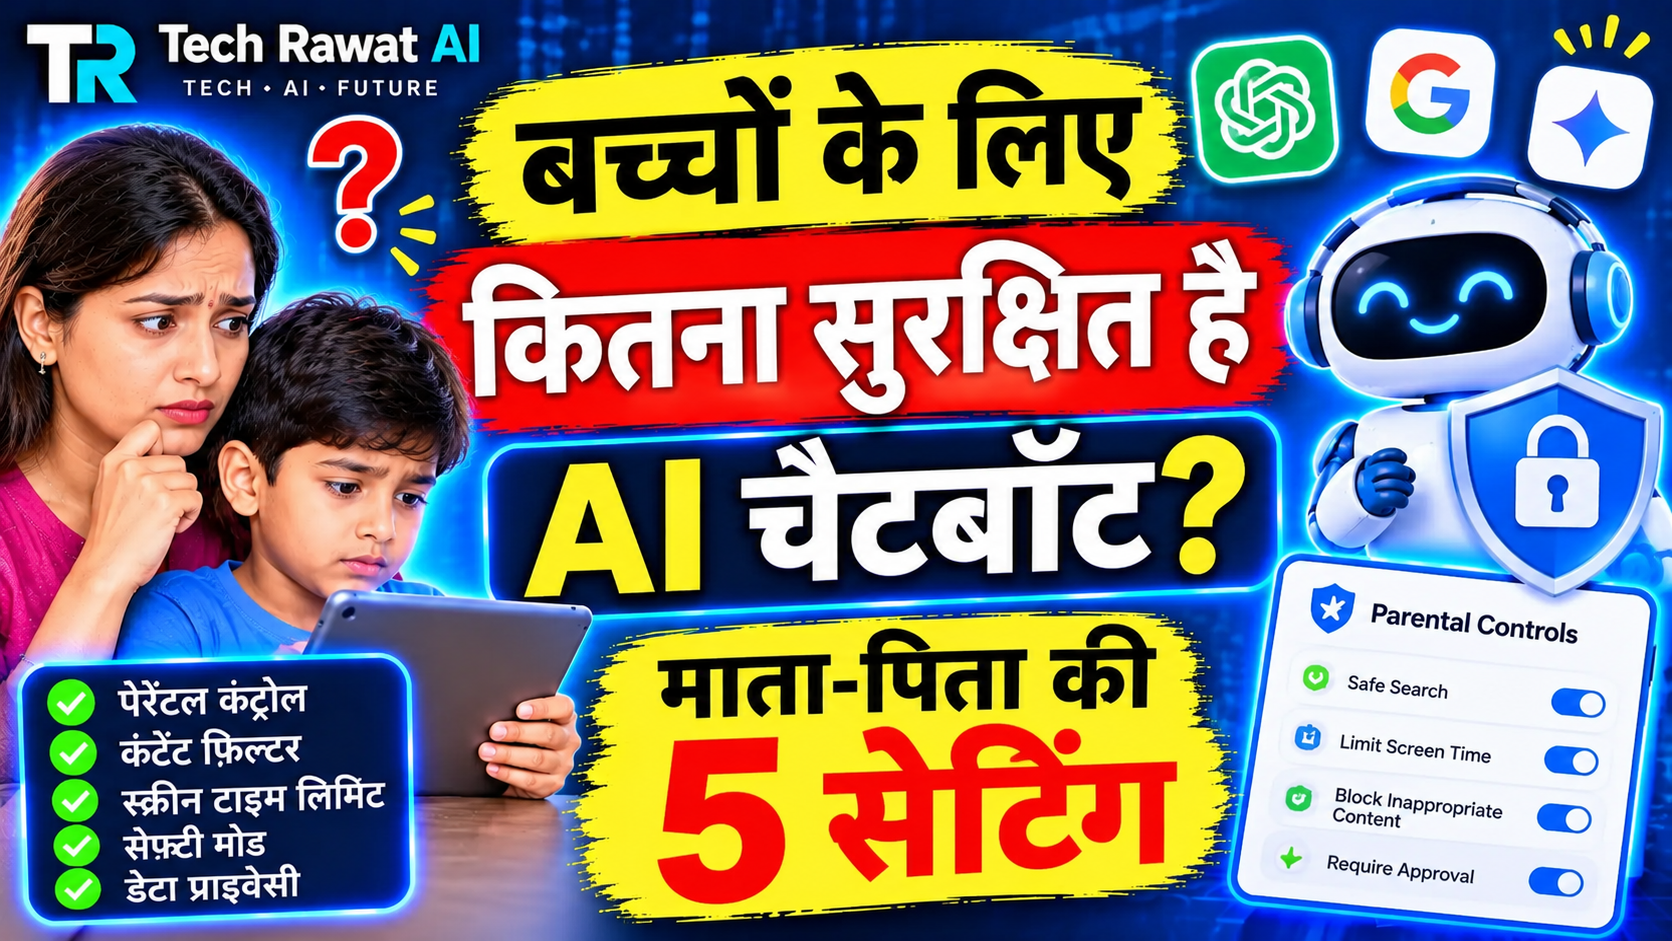 TR Tech Rawat AI
TECH • AI • FUTURE
बच्चों के लिए
कितना सुरक्षित है
AI चैटबॉट?
माता-पिता की
5 सेटिंग
पेरेंटल कंट्रोल
कंटेंट फ़िल्टर
स्क्रीन टाइम लिमिट
सेफ़्टी मोड
डेटा प्राइवेसी
?
G
Parental Controls
Safe Search
Limit Screen Time
Block Inappropriate
Content
Require Approval